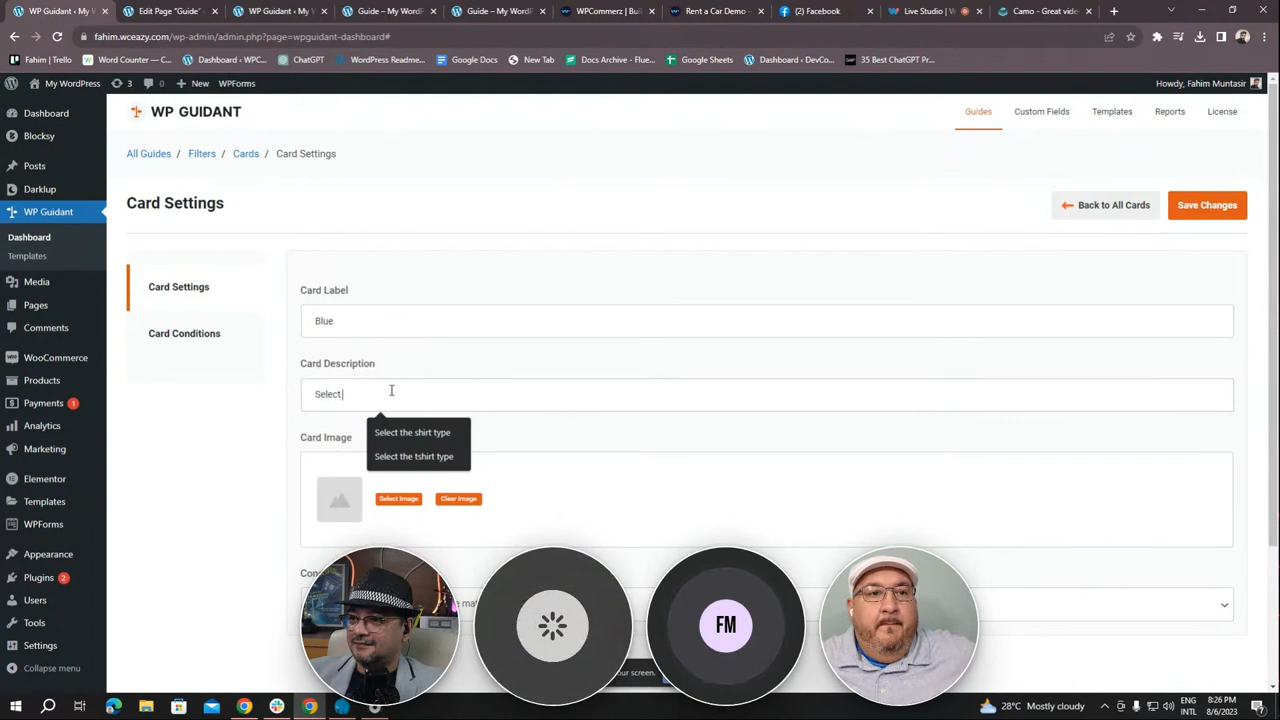 WPGuidant < My W
Edit Page "Guide" -
WPGuidant < My W
Guide – My WordP
Guide – My WordP
WPCommerz | Buil
Rent a Car Demo -
(2) Facebook
Live Studio | W
Camo - Great vide
fahim.wceazy.com/wp-admin/admin.php?page=wpguidant-dashboard#
Fahim | Trello
Word Counter — C...
Dashboard ‹ WPC...
ChatGPT
WordPress Readme...
Google Docs
New Tab
Docs Archive - Flue...
Google Sheets
Dashboard ‹ DevCo...
35 Best ChatGPT Pr...
My WordPress
3
0
New
WPForms
Howdy, Fahim Muntasir
Dashboard
Blocksy
Posts
Darklup
WP Guidant
Dashboard
Templates
Media
Pages
Comments
WooCommerce
Products
Payments 1
Analytics
Marketing
Elementor
Templates
WPForms
Appearance
Plugins 2
Users
Tools
Settings
Collapse menu
WP GUIDANT
Guides
Custom Fields
Templates
Reports
License
All Guides / Filters / Cards / Card Settings
Card Settings
Back to All Cards
Save Changes
Card Settings
Card Conditions
Card Label
Blue
Card Description
Select
Select the shirt type
Select the tshirt type
Card Image
Select Image
Clear Image
FM
our screen.
28°C Mostly cloudy
ENG
INTL
8:26 PM
8/6/2023